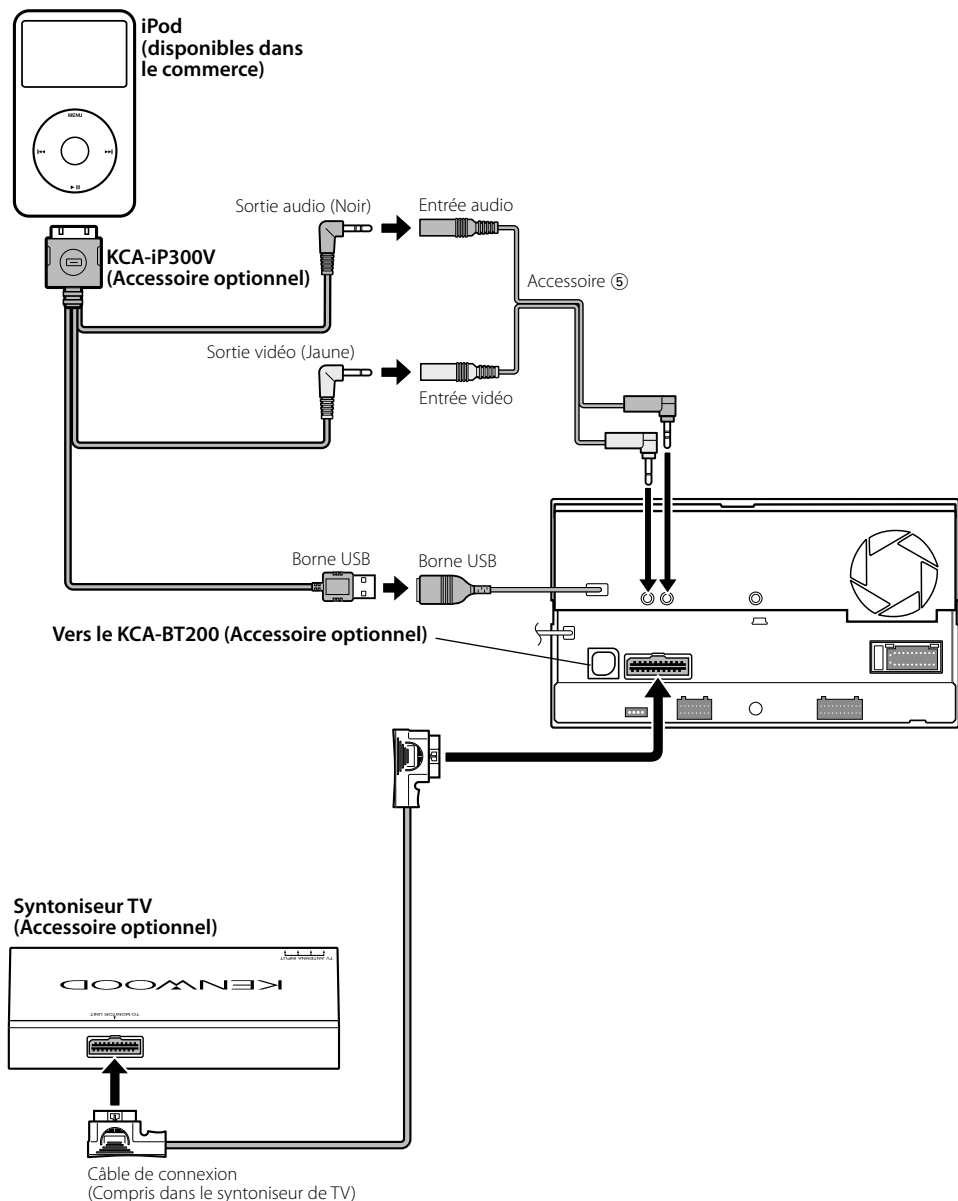 iPod
(disponibles dans
le commerce)
MENU
Sortie audio (Noir)
Entrée audio
KCA-iP300V
(Accessoire optionnel)
Accessoire ⑤
Sortie vidéo (Jaune)
Entrée vidéo
Borne USB
Borne USB
Vers le KCA-BT200 (Accessoire optionnel)
Syntoniseur TV
(Accessoire optionnel)
TV ANTENNA INPUT
KENWOOD
TO MONITOR UNIT
Câble de connexion
(Compris dans le syntoniseur de TV)